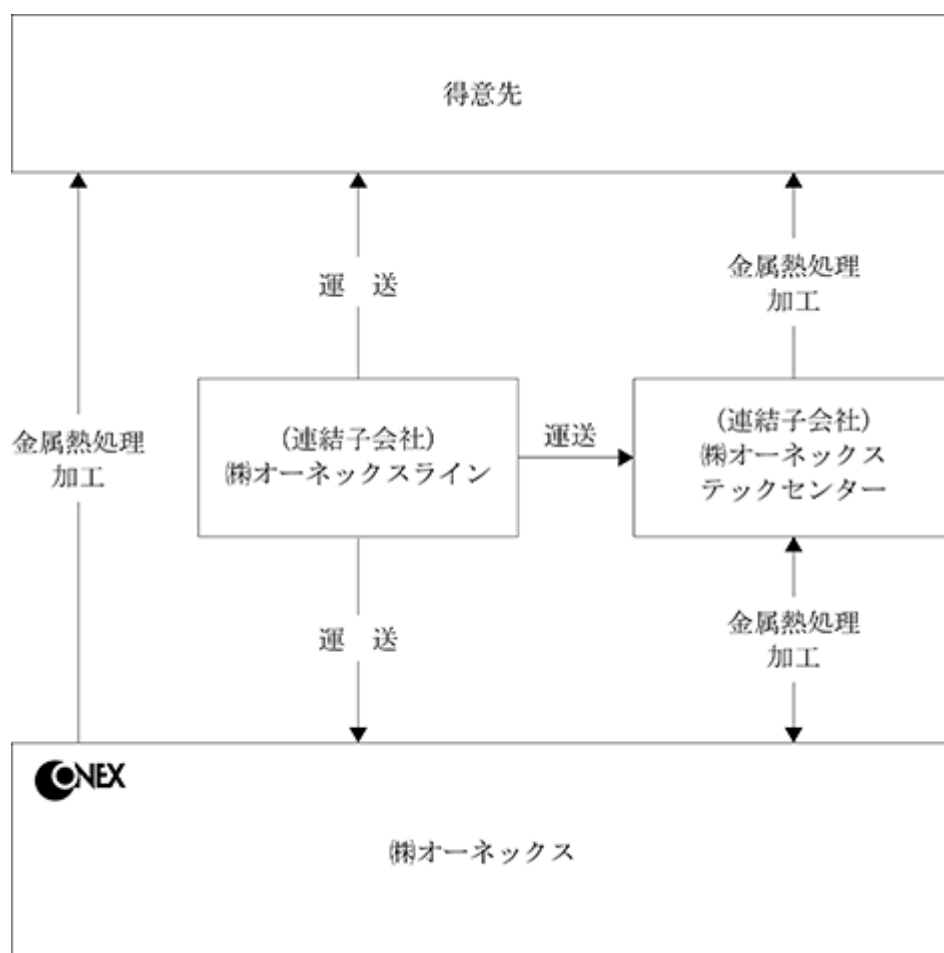 得意先
運　送
金属熱処理
加工
金属熱処理
加工
(連結子会社)
㈱オーネックスライン
運送
(連結子会社)
㈱オーネックス
テックセンター
運　送
金属熱処理
加工
ONEX
㈱オーネックス